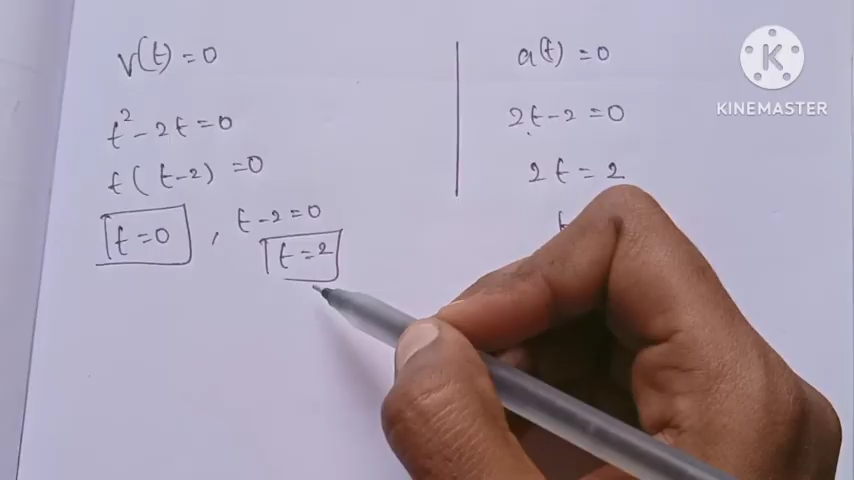 v(t) = 0
t² - 2t = 0
t ( t - 2 ) = 0
t = 0 , t - 2 = 0
t = 2
a(t) = 0
2t - 2 = 0
2t = 2
t
K
KINEMASTER